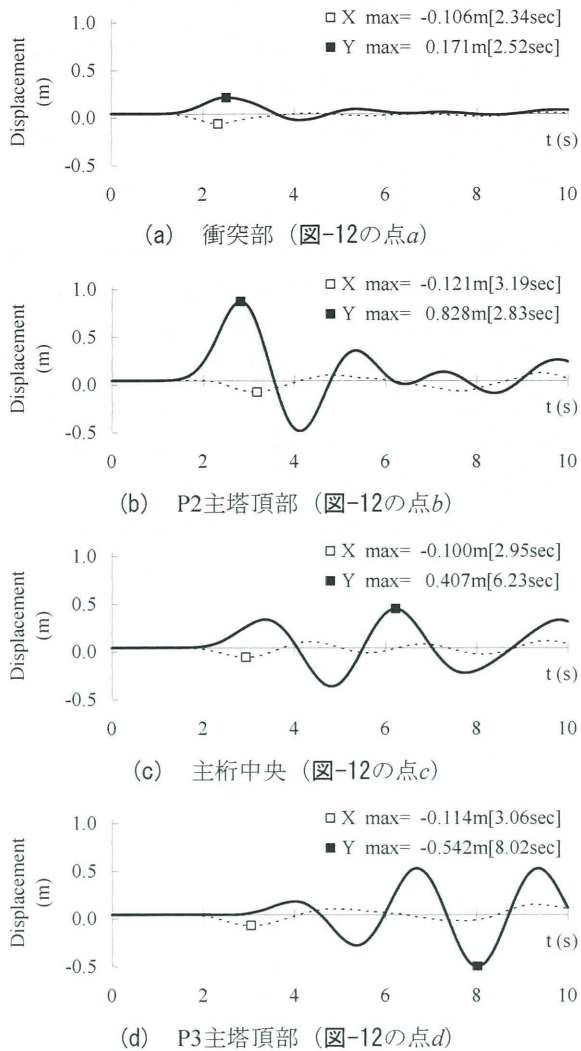 1.0
□ X max= -0.106m[2.34sec]
■ Y max= 0.171m[2.52sec]
Displacement
(m)
0.5
0.0
t (s)
-0.5
0 2 4 6 8 10
(a) 衝突部（図-12の点a）
1.0
□ X max= -0.121m[3.19sec]
■ Y max= 0.828m[2.83sec]
Displacement
(m)
0.5
0.0
t (s)
-0.5
0 2 4 6 8 10
(b) P2主塔頂部（図-12の点b）
1.0
□ X max= -0.100m[2.95sec]
■ Y max= 0.407m[6.23sec]
Displacement
(m)
0.5
0.0
t (s)
-0.5
0 2 4 6 8 10
(c) 主桁中央（図-12の点c）
1.0
□ X max= -0.114m[3.06sec]
■ Y max= -0.542m[8.02sec]
Displacement
(m)
0.5
0.0
t (s)
-0.5
0 2 4 6 8 10
(d) P3主塔頂部（図-12の点d）